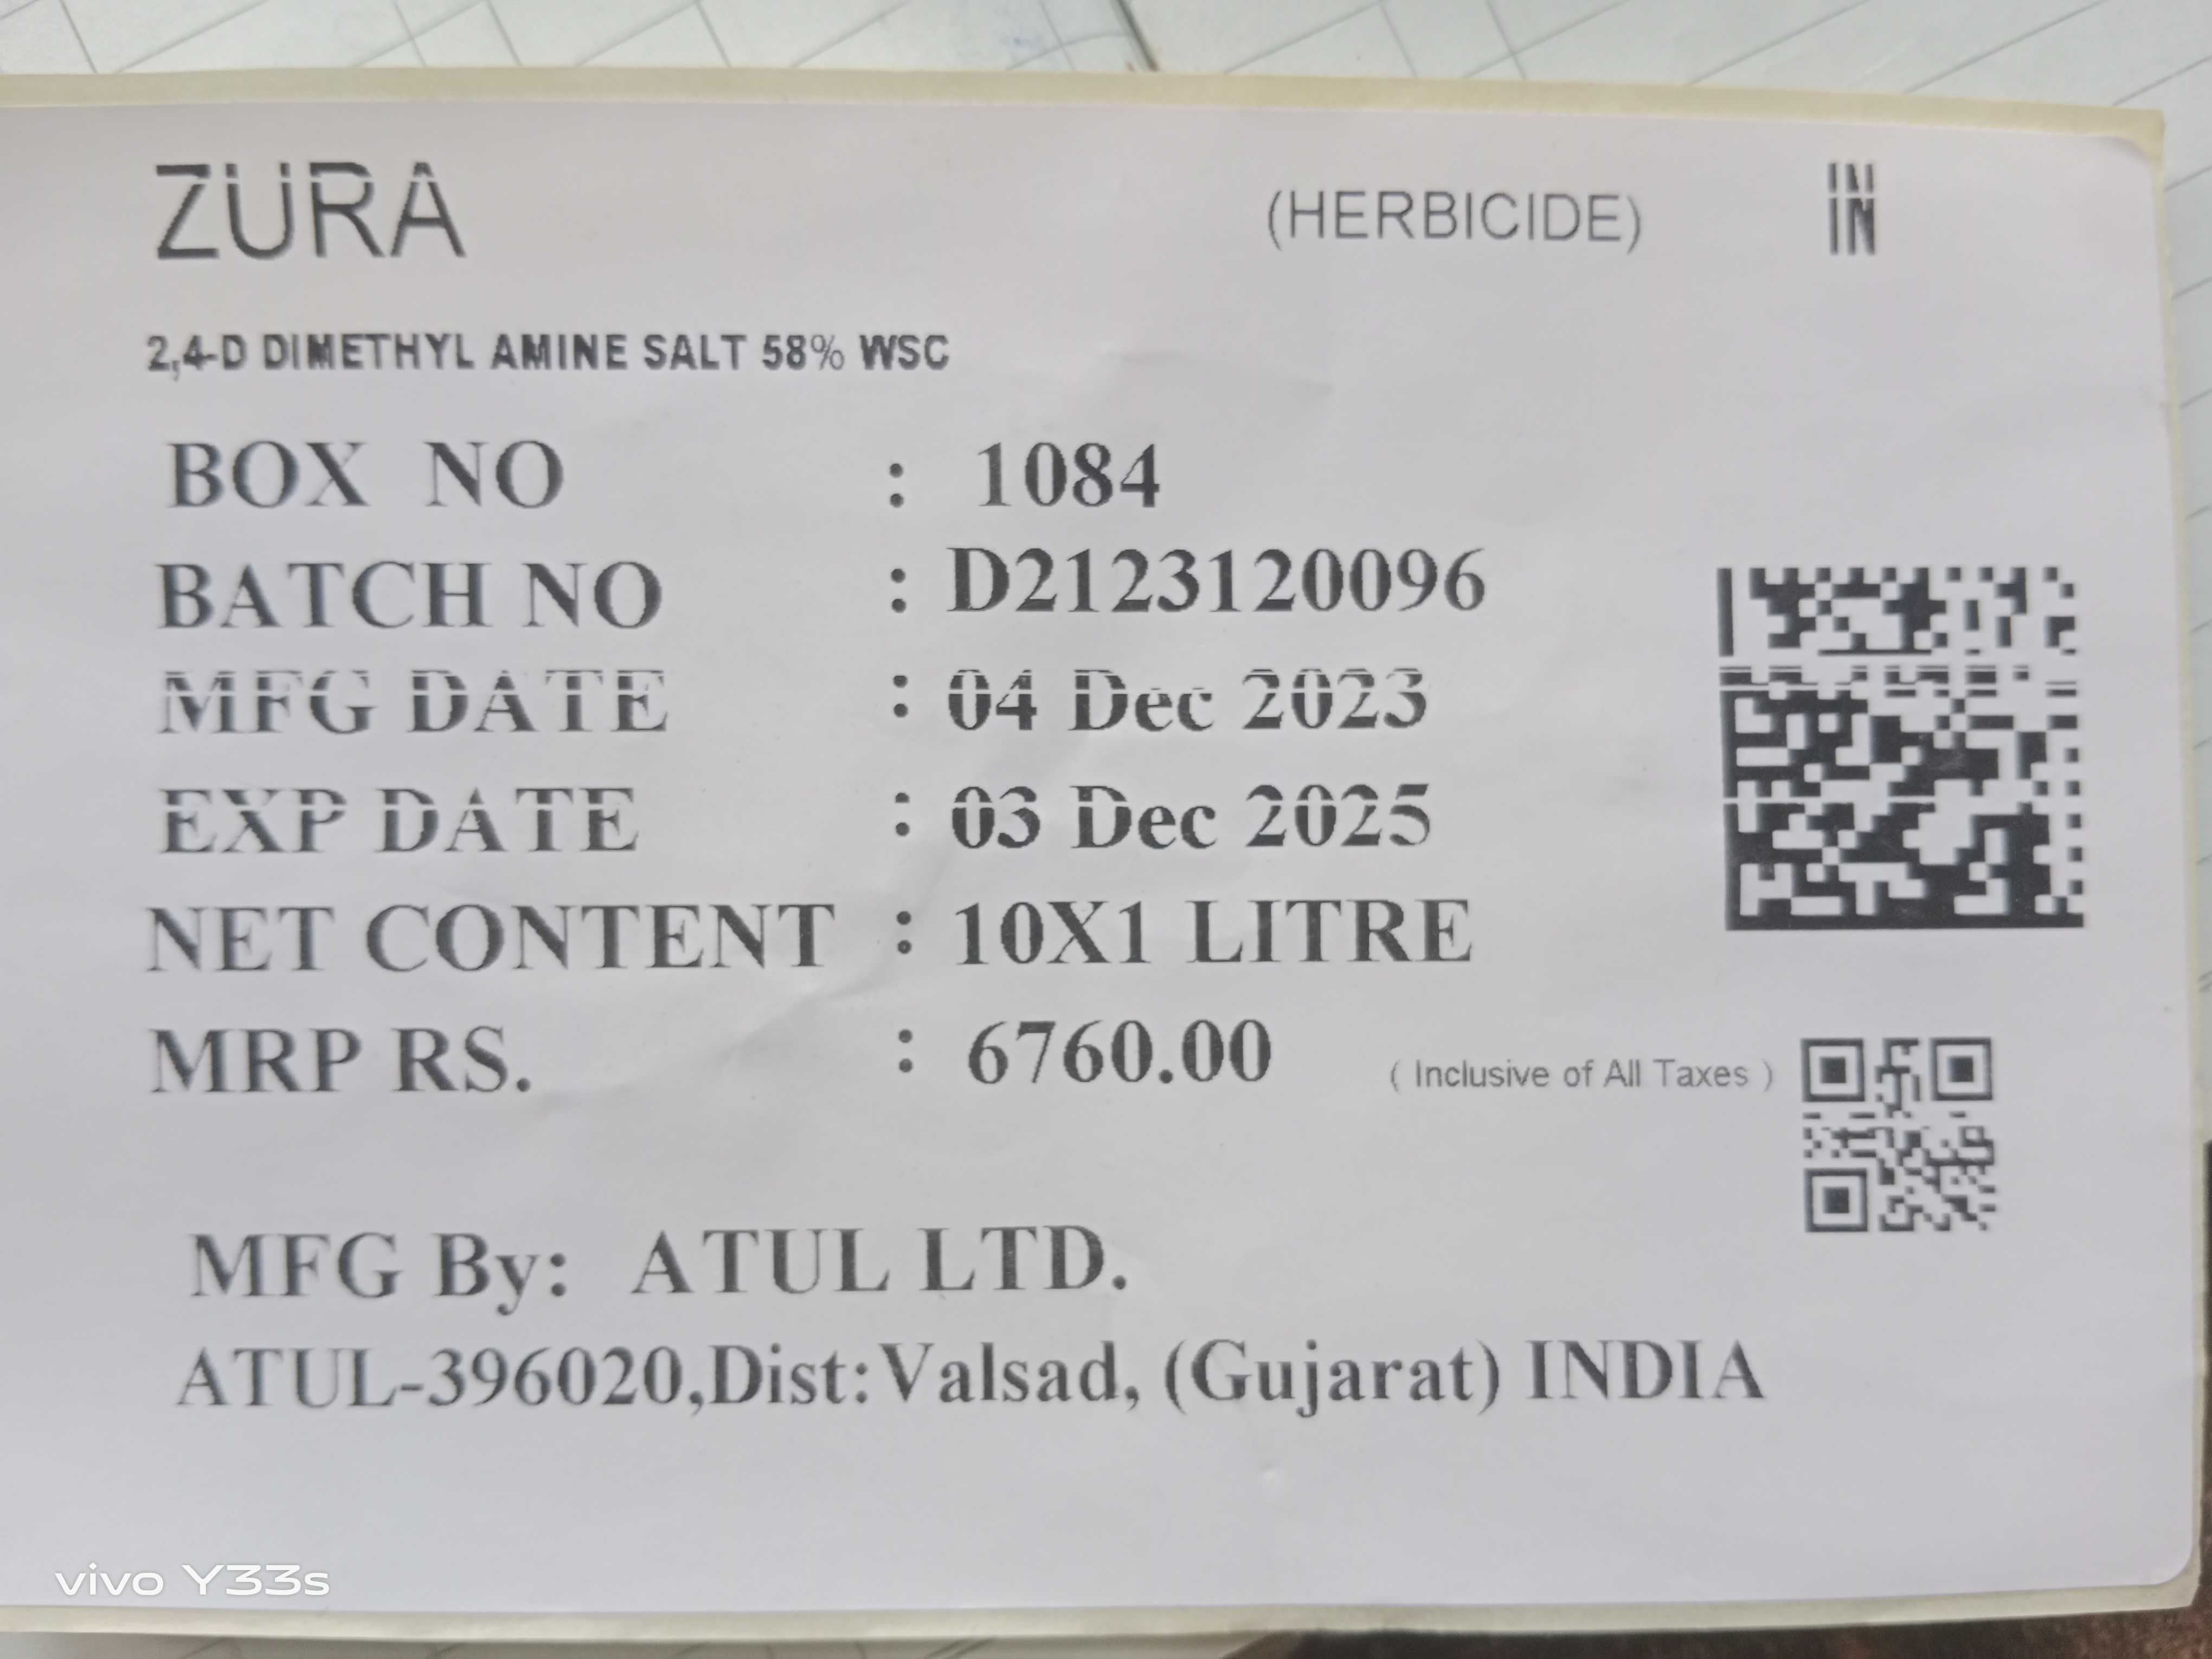 ZURA (HERBICIDE) IN
2,4-D DIMETHYL AMINE SALT 58% WSC
BOX NO : 1084
BATCH NO : D2123120096
MFG DATE : 04 Dec 2023
EXP DATE : 03 Dec 2025
NET CONTENT : 10X1 LITRE
MRP RS. : 6760.00 ( Inclusive of All Taxes )
MFG By: ATUL LTD.
ATUL-396020,Dist:Valsad, (Gujarat) INDIA
vivo Y33s